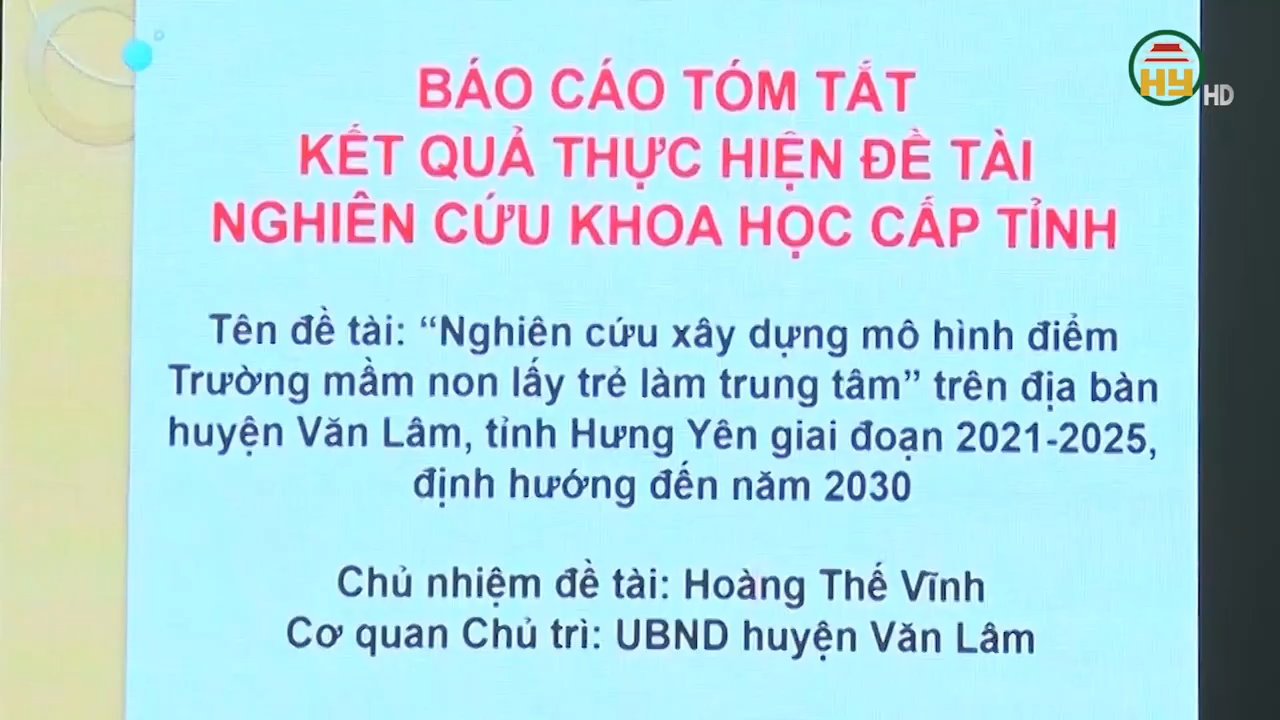 BÁO CÁO TÓM TẮT
KẾT QUẢ THỰC HIỆN ĐỀ TÀI
NGHIÊN CỨU KHOA HỌC CẤP TỈNH
Tên đề tài: “Nghiên cứu xây dựng mô hình điểm
Trường mầm non lấy trẻ làm trung tâm” trên địa bàn
huyện Văn Lâm, tỉnh Hưng Yên giai đoạn 2021-2025,
định hướng đến năm 2030
Chủ nhiệm đề tài: Hoàng Thế Vĩnh
Cơ quan Chủ trì: UBND huyện Văn Lâm
HY HD